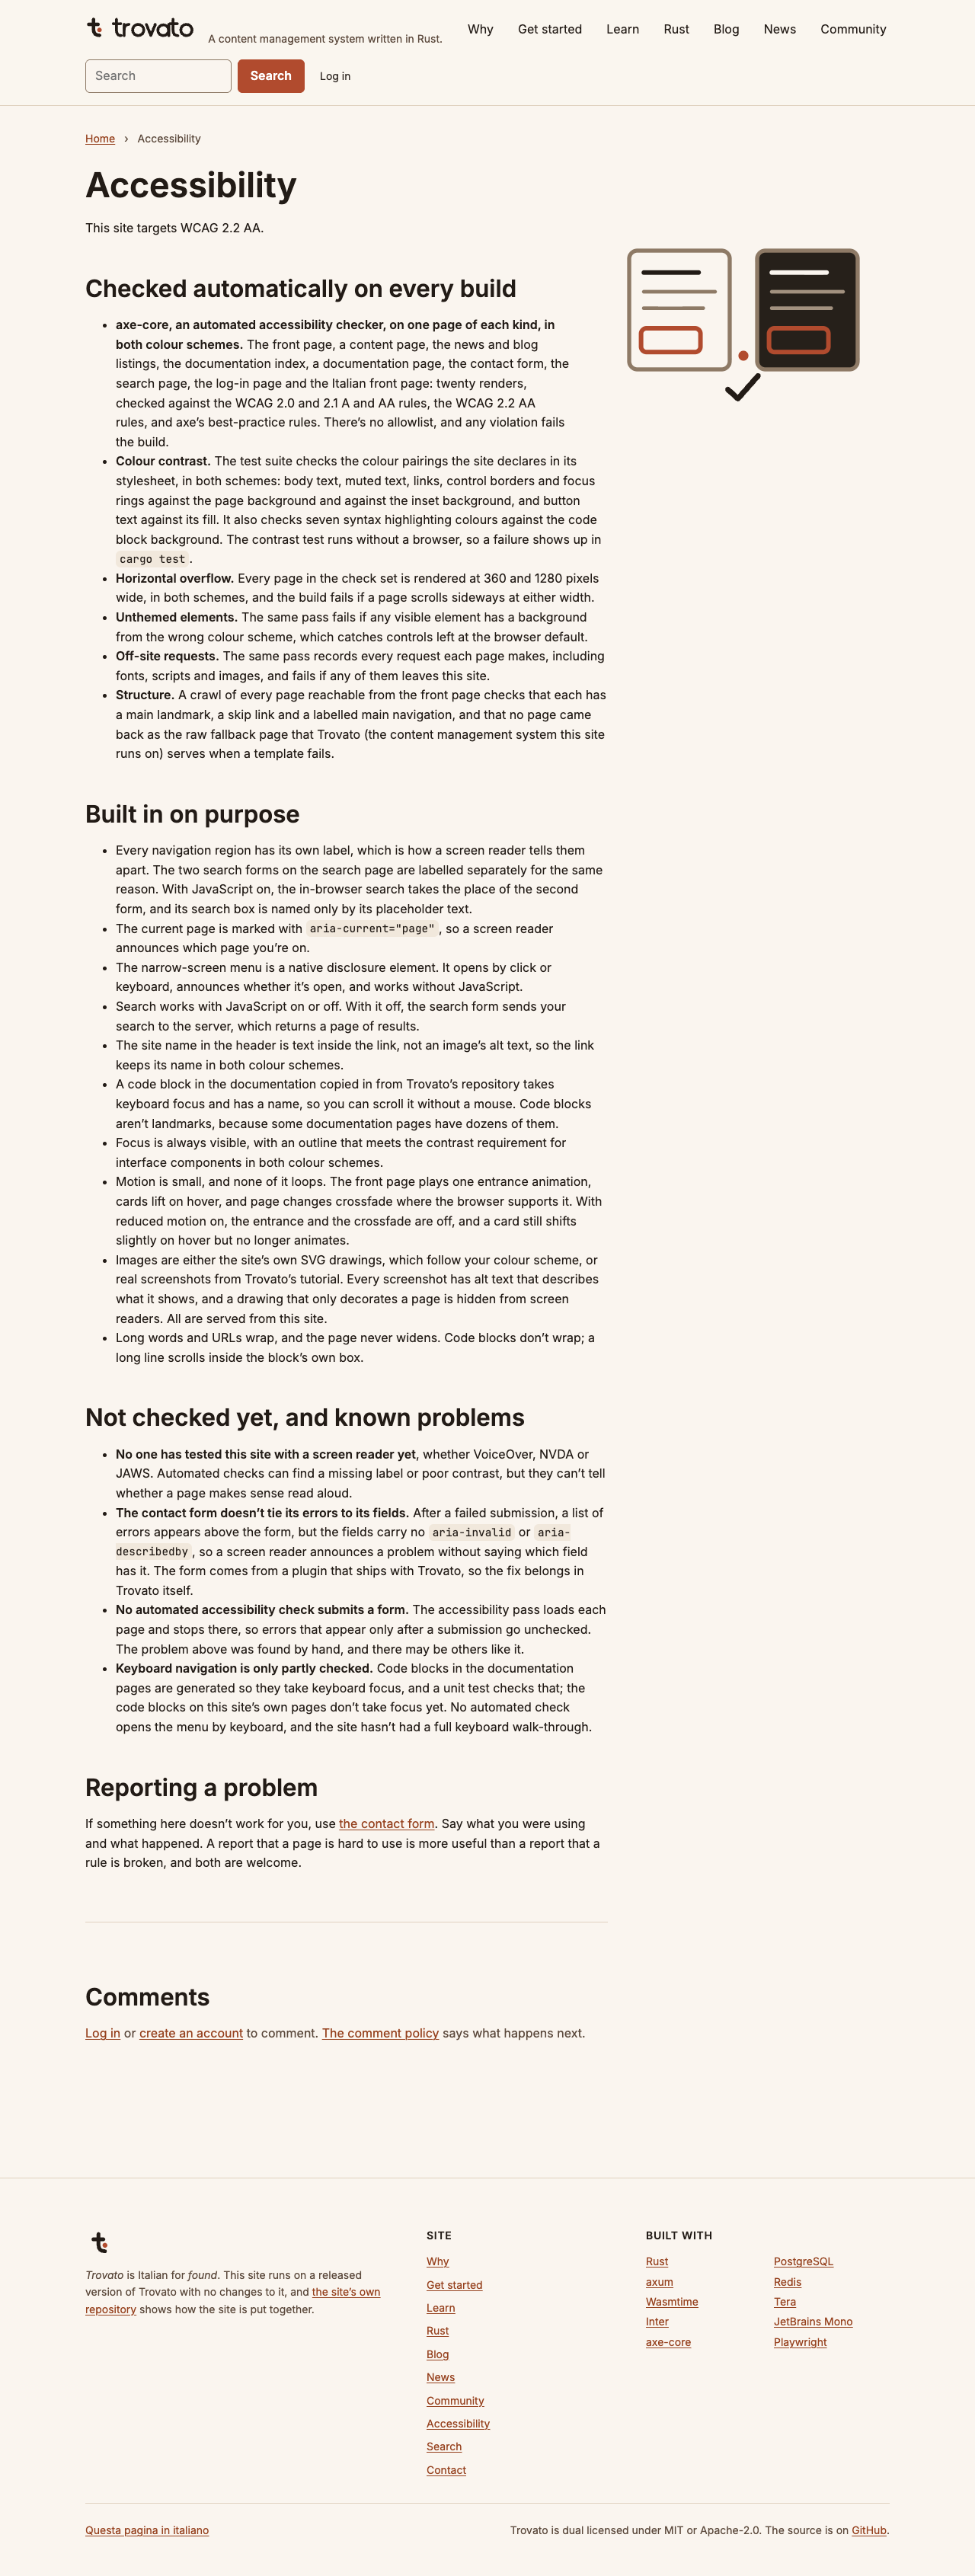 trovato
A content management system written in Rust.
Why
Get started
Learn
Rust
Blog
News
Community
Search
Search
Log in
Home › Accessibility
Accessibility
This site targets WCAG 2.2 AA.
Checked automatically on every build
• axe-core, an automated accessibility checker, on one page of each kind, in
both colour schemes. The front page, a content page, the news and blog
listings, the documentation index, a documentation page, the contact form, the
search page, the log-in page and the Italian front page: twenty renders,
checked against the WCAG 2.0 and 2.1 A and AA rules, the WCAG 2.2 AA
rules, and axe’s best-practice rules. There’s no allowlist, and any violation fails
the build.
• Colour contrast. The test suite checks the colour pairings the site declares in its
stylesheet, in both schemes: body text, muted text, links, control borders and focus
rings against the page background and against the inset background, and button
text against its fill. It also checks seven syntax highlighting colours against the code
block background. The contrast test runs without a browser, so a failure shows up in
cargo test.
• Horizontal overflow. Every page in the check set is rendered at 360 and 1280 pixels
wide, in both schemes, and the build fails if a page scrolls sideways at either width.
• Unthemed elements. The same pass fails if any visible element has a background
from the wrong colour scheme, which catches controls left at the browser default.
• Off-site requests. The same pass records every request each page makes, including
fonts, scripts and images, and fails if any of them leaves this site.
• Structure. A crawl of every page reachable from the front page checks that each has
a main landmark, a skip link and a labelled main navigation, and that no page came
back as the raw fallback page that Trovato (the content management system this site
runs on) serves when a template fails.
Built in on purpose
• Every navigation region has its own label, which is how a screen reader tells them
apart. The two search forms on the search page are labelled separately for the same
reason. With JavaScript on, the in-browser search takes the place of the second
form, and its search box is named only by its placeholder text.
• The current page is marked with aria-current="page", so a screen reader
announces which page you’re on.
• The narrow-screen menu is a native disclosure element. It opens by click or
keyboard, announces whether it’s open, and works without JavaScript.
• Search works with JavaScript on or off. With it off, the search form sends your
search to the server, which returns a page of results.
• The site name in the header is text inside the link, not an image’s alt text, so the link
keeps its name in both colour schemes.
• A code block in the documentation copied in from Trovato’s repository takes
keyboard focus and has a name, so you can scroll it without a mouse. Code blocks
aren’t landmarks, because some documentation pages have dozens of them.
• Focus is always visible, with an outline that meets the contrast requirement for
interface components in both colour schemes.
• Motion is small, and none of it loops. The front page plays one entrance animation,
cards lift on hover, and page changes crossfade where the browser supports it. With
reduced motion on, the entrance and the crossfade are off, and a card still shifts
slightly on hover but no longer animates.
• Images are either the site’s own SVG drawings, which follow your colour scheme, or
real screenshots from Trovato’s tutorial. Every screenshot has alt text that describes
what it shows, and a drawing that only decorates a page is hidden from screen
readers. All are served from this site.
• Long words and URLs wrap, and the page never widens. Code blocks don’t wrap; a
long line scrolls inside the block’s own box.
Not checked yet, and known problems
• No one has tested this site with a screen reader yet, whether VoiceOver, NVDA or
JAWS. Automated checks can find a missing label or poor contrast, but they can’t tell
whether a page makes sense read aloud.
• The contact form doesn’t tie its errors to its fields. After a failed submission, a list of
errors appears above the form, but the fields carry no aria-invalid or aria-
describedby, so a screen reader announces a problem without saying which field
has it. The form comes from a plugin that ships with Trovato, so the fix belongs in
Trovato itself.
• No automated accessibility check submits a form. The accessibility pass loads each
page and stops there, so errors that appear only after a submission go unchecked.
The problem above was found by hand, and there may be others like it.
• Keyboard navigation is only partly checked. Code blocks in the documentation
pages are generated so they take keyboard focus, and a unit test checks that; the
code blocks on this site’s own pages don’t take focus yet. No automated check
opens the menu by keyboard, and the site hasn’t had a full keyboard walk-through.
Reporting a problem
If something here doesn’t work for you, use the contact form. Say what you were using
and what happened. A report that a page is hard to use is more useful than a report that a
rule is broken, and both are welcome.
Comments
Log in or create an account to comment. The comment policy says what happens next.
Trovato is Italian for found. This site runs on a released
version of Trovato with no changes to it, and the site’s own
repository shows how the site is put together.
SITE
Why
Get started
Learn
Rust
Blog
News
Community
Accessibility
Search
Contact
BUILT WITH
Rust
axum
Wasmtime
Inter
axe-core
PostgreSQL
Redis
Tera
JetBrains Mono
Playwright
Questa pagina in italiano
Trovato is dual licensed under MIT or Apache-2.0. The source is on GitHub.